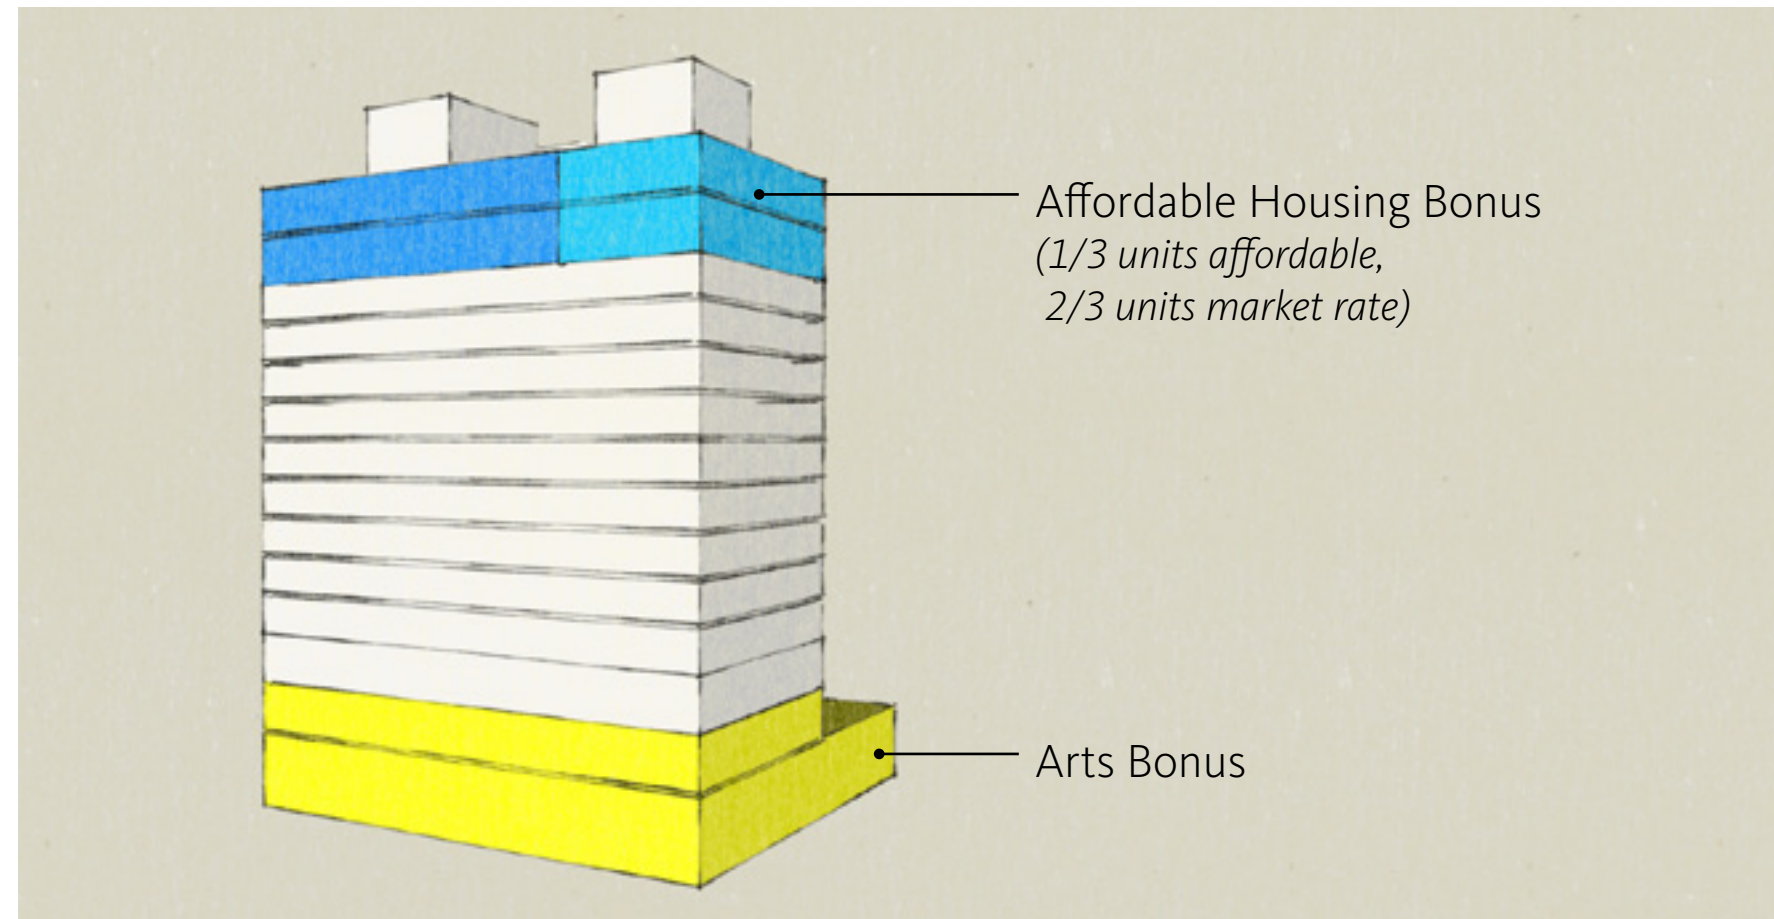 Affordable Housing Bonus
(1/3 units affordable,
2/3 units market rate)
Arts Bonus